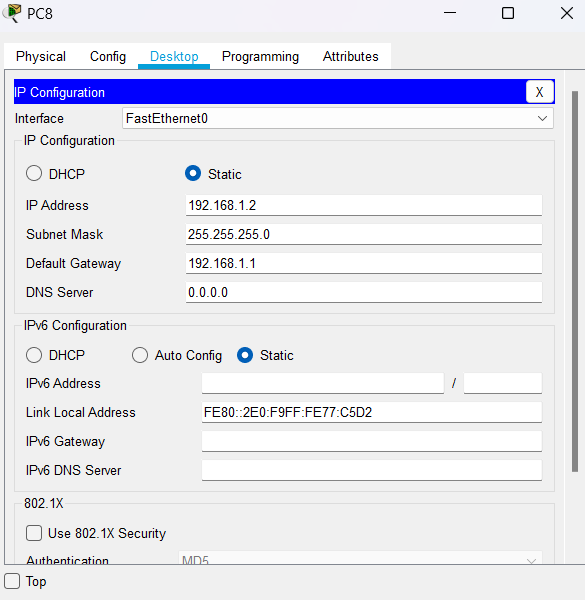 PC8
Physical Config Desktop Programming Attributes
IP Configuration X
Interface FastEthernet0
IP Configuration
DHCP Static
IP Address 192.168.1.2
Subnet Mask 255.255.255.0
Default Gateway 192.168.1.1
DNS Server 0.0.0.0
IPv6 Configuration
DHCP Auto Config Static
IPv6 Address /
Link Local Address FE80::2E0:F9FF:FE77:C5D2
IPv6 Gateway
IPv6 DNS Server
802.1X
Use 802.1X Security
Authentication MD5
Top